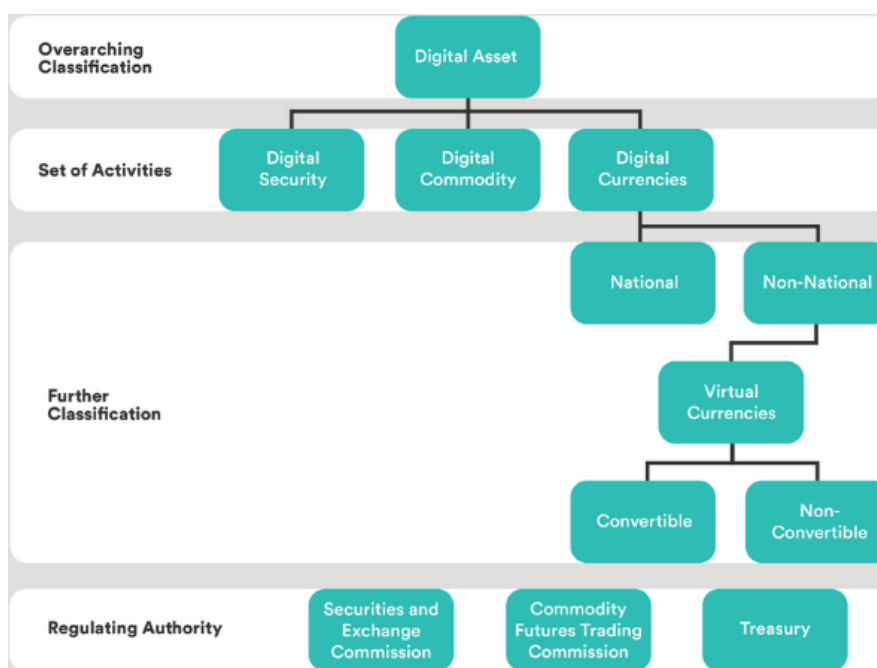 Overarching
Classification
Digital Asset
Set of Activities
Digital
Security
Digital
Commodity
Digital
Currencies
National
Non-National
Further
Classification
Virtual
Currencies
Convertible
Non-
Convertible
Regulating Authority
Securities and
Exchange
Commission
Commodity
Futures Trading
Commission
Treasury